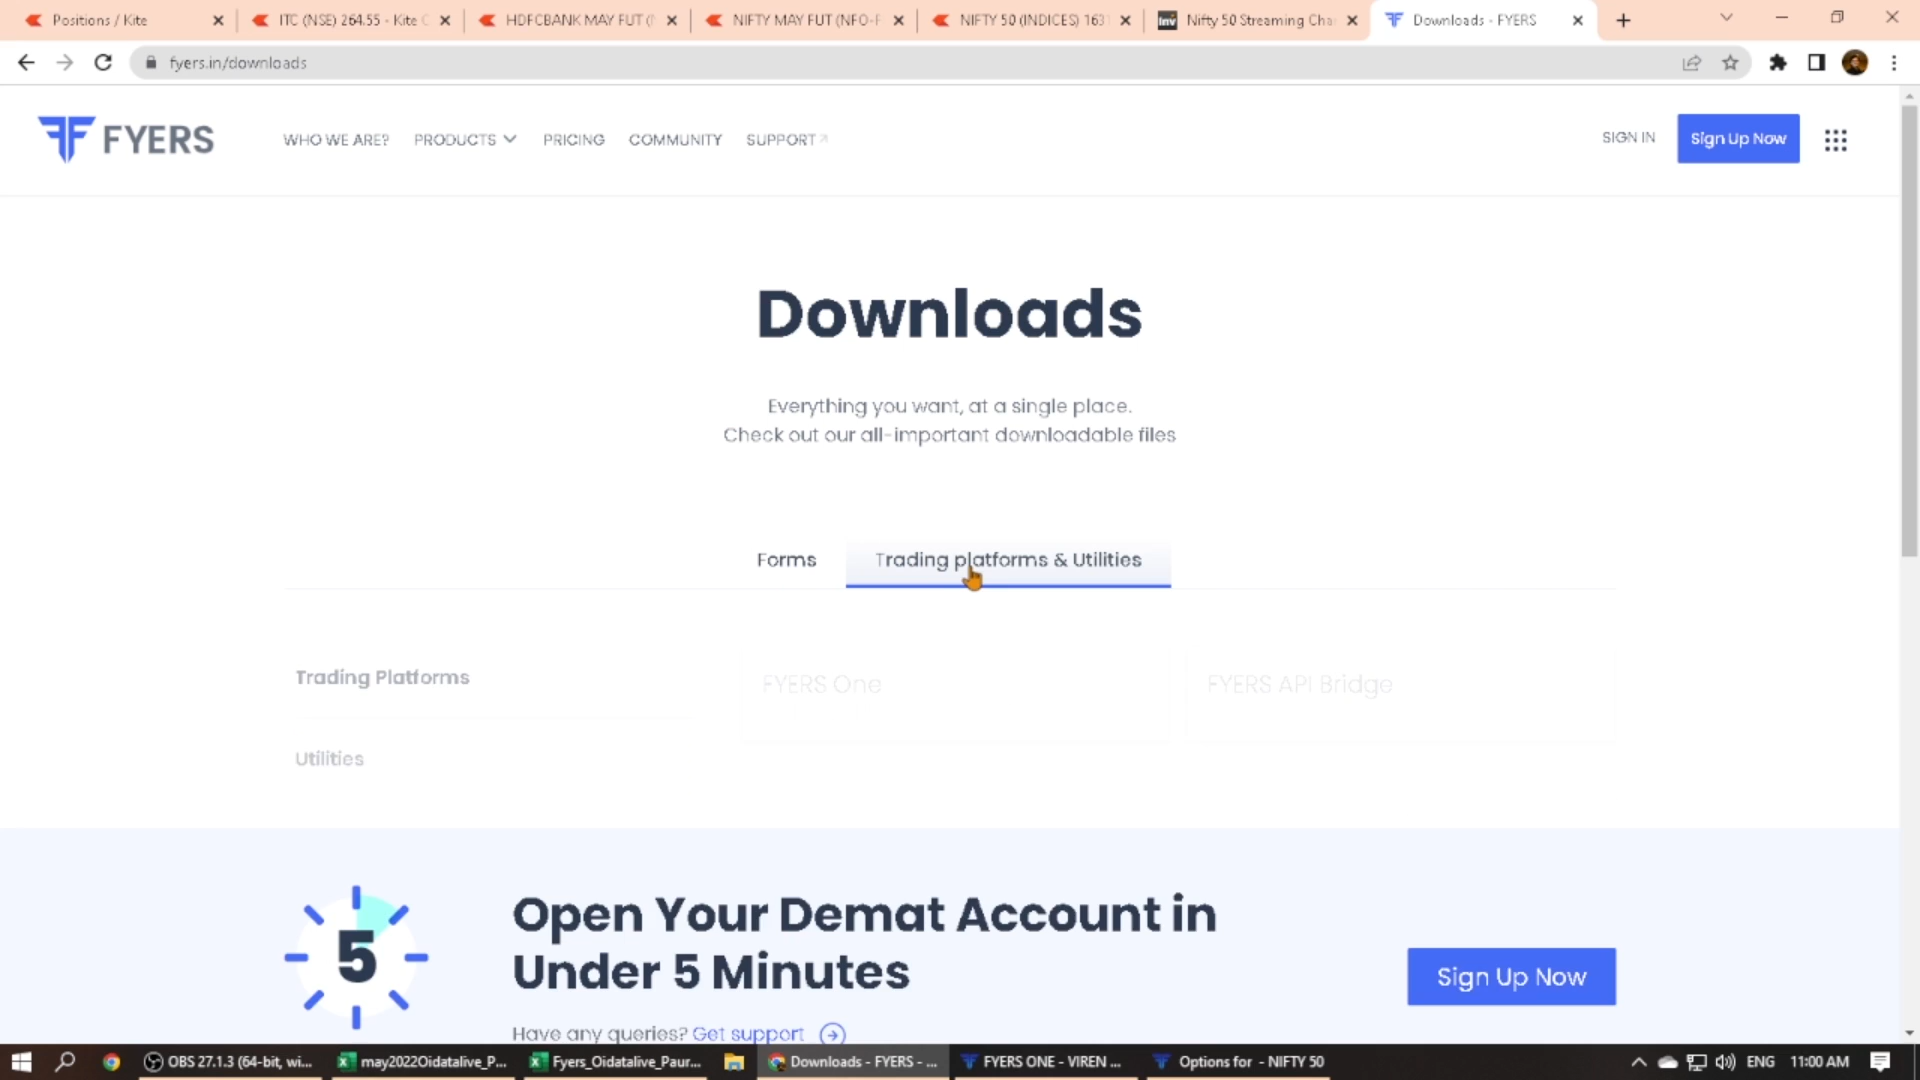 Positions / Kite
ITC (NSE) 264.55 - Kite C
HDFCBANK MAY FUT (
NIFTY MAY FUT (NFO-F
NIFTY 50 (INDICES) 1631
Inv Nifty 50 Streaming Cha
Downloads - FYERS
fyers.in/downloads
FYERS
WHO WE ARE?
PRODUCTS
PRICING
COMMUNITY
SUPPORT
SIGN IN
Sign Up Now
Downloads
Everything you want, at a single place.
Check out our all-important downloadable files
Forms
Trading platforms & Utilities
Trading Platforms
FYERS One
FYERS API Bridge
Utilities
5
Open Your Demat Account in
Under 5 Minutes
Sign Up Now
Have any queries? Get support
OBS 27.1.3 (64-bit, wi...
may2022Oidatalive_P...
Fyers_Oidatalive_Paur...
Downloads - FYERS - ...
FYERS ONE - VIREN ...
Options for - NIFTY 50
ENG
11:00 AM